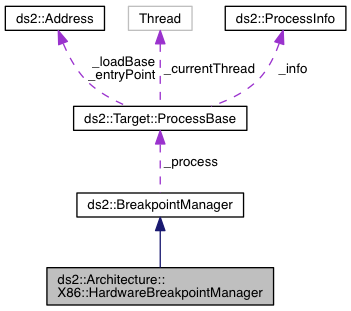 ds2::Address
Thread
ds2::ProcessInfo
_loadBase
_entryPoint
_currentThread
_info
ds2::Target::ProcessBase
_process
ds2::BreakpointManager
ds2::Architecture::
X86::HardwareBreakpointManager